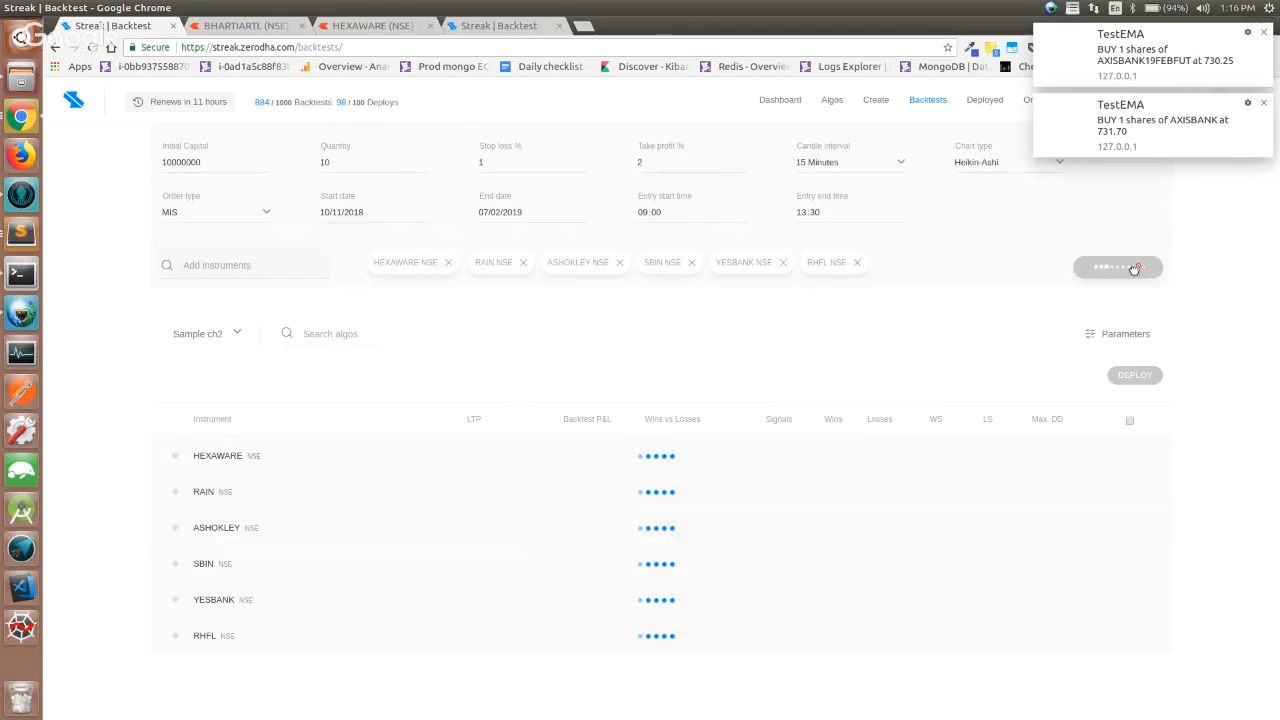 Streak | Backtest - Google Chrome
En (94%) 1:16 PM
Streak | Backtest BHARTIARTL (NSE) HEXAWARE (NSE) Streak | Backtest
Secure https://streak.zerodha.com/backtests/
Apps i-0bb937558870 i-0ad1a5c88f83 Overview - Anal Prod mongo EC Daily checklist - Discover - Kiban Redis-Overview Logs Explorer | MongoDB | Dat Che
TestEMA
BUY 1 shares of
AXISBANK19FEBFUT at 730.25
127.0.0.1
TestEMA
BUY 1 shares of AXISBANK at
731.70
127.0.0.1
Renews in 11 hours 884 / 1000 Backtests 98 / 100 Deploys Dashboard Algos Create Backtests Deployed
Initial Capital Quantity Stop loss % Take profit % Candle interval Chart type
10000000 10 1 2 15 Minutes Heikin-Ashi
Order type Start date End date Entry start time Entry end time
MIS 10/11/2018 07/02/2019 09:00 13:30
Add instruments HEXAWARE NSE RAIN NSE ASHOKLEY NSE SBIN NSE YESBANK NSE RHFL NSE
Sample ch2 Search algos Parameters
DEPLOY
Instrument LTP Backtest P&L Wins vs Losses Signals Wins Losses WS LS Max. DD
HEXAWARE NSE
RAIN NSE
ASHOKLEY NSE
SBIN NSE
YESBANK NSE
RHFL NSE